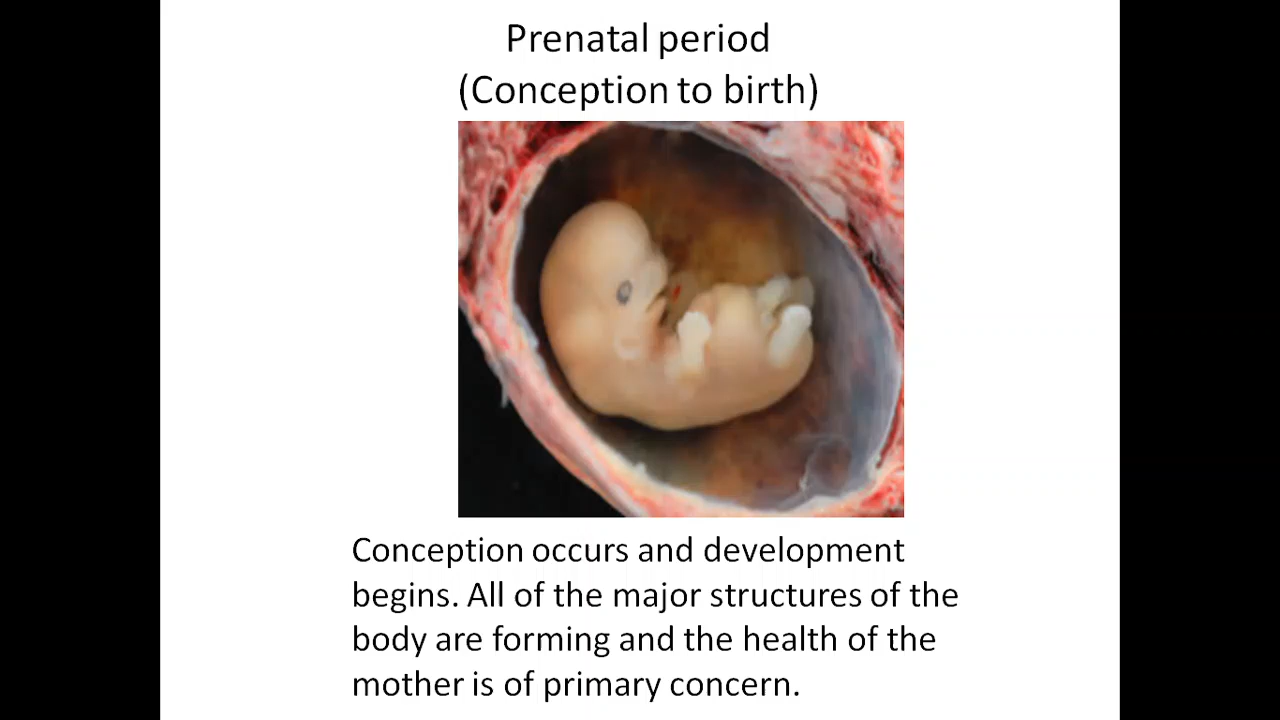 Prenatal period
(Conception to birth)
Conception occurs and development
begins. All of the major structures of the
body are forming and the health of the
mother is of primary concern.